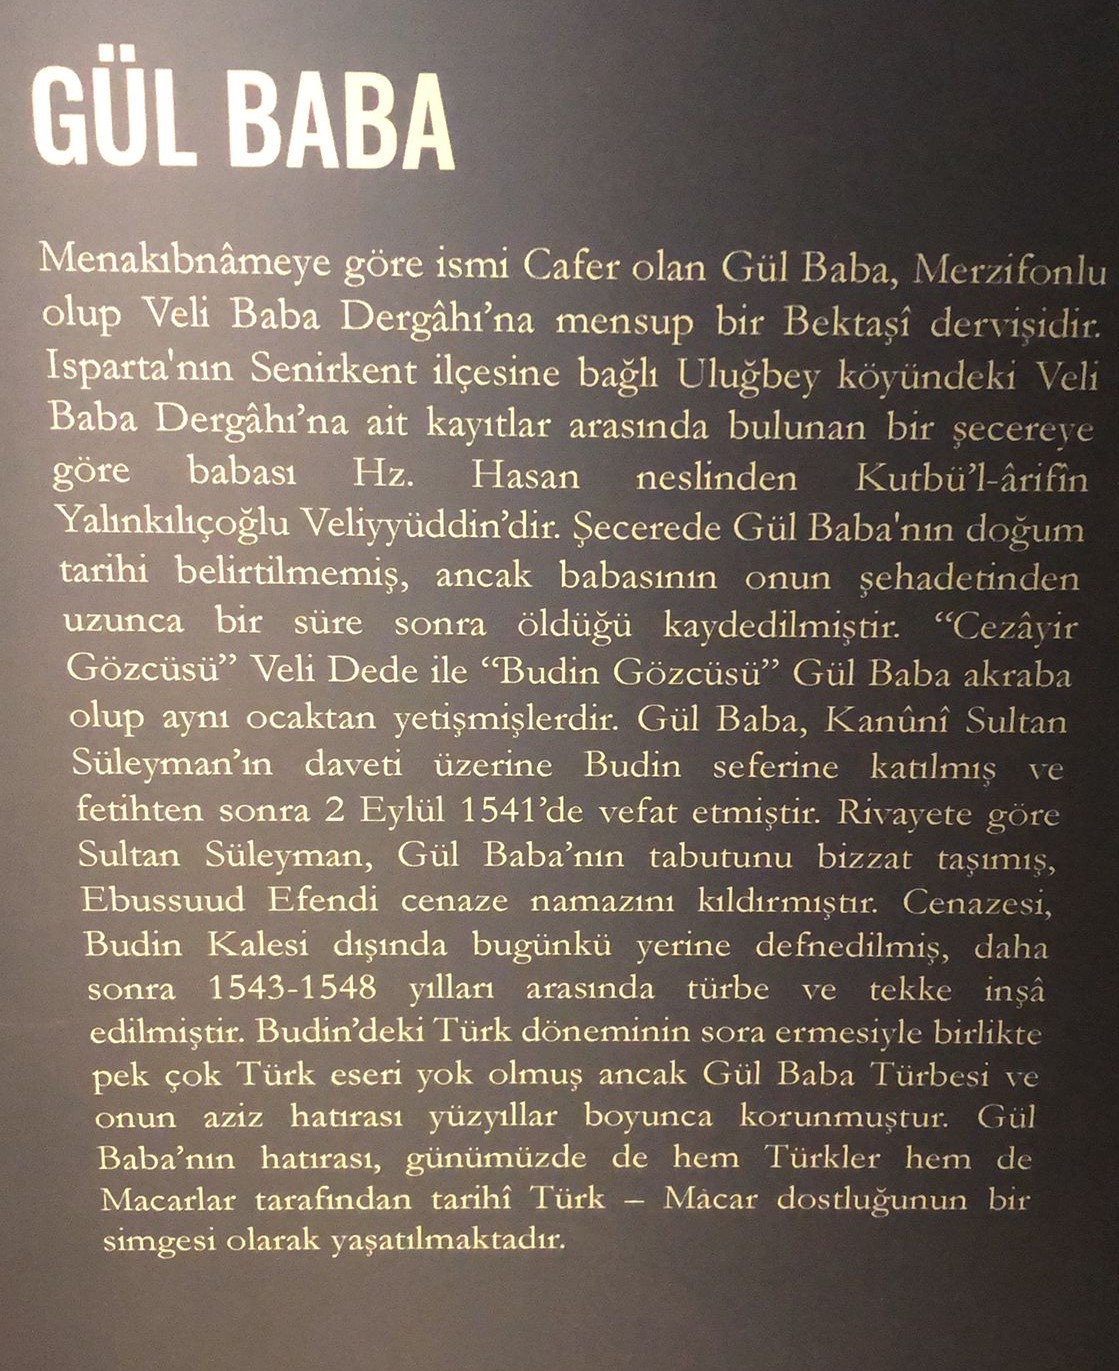 GÜL BABA
Menakıbnâmeye göre ismi Cafer olan Gül Baba, Merzifonlu
olup Veli Baba Dergâhı’na mensup bir Bektaşî dervişidir.
Isparta'nın Senirkent ilçesine bağlı Uluğbey köyündeki Veli
Baba Dergâhı’na ait kayıtlar arasında bulunan bir şecereye
göre babası Hz. Hasan neslinden Kutbü’l-ârifîn
Yalınkılıçoğlu Veliyyüddin’dir. Şecerede Gül Baba'nın doğum
tarihi belirtilmemiş, ancak babasının onun şehadetinden
uzunca bir süre sonra öldüğü kaydedilmiştir. “Cezâyir
Gözcüsü” Veli Dede ile “Budin Gözcüsü” Gül Baba akraba
olup aynı ocaktan yetişmişlerdir. Gül Baba, Kanûnî Sultan
Süleyman’ın daveti üzerine Budin seferine katılmış ve
fetihten sonra 2 Eylül 1541’de vefat etmiştir. Rivayete göre
Sultan Süleyman, Gül Baba’nın tabutunu bizzat taşımış,
Ebussuud Efendi cenaze namazını kıldırmıştır. Cenazesi,
Budin Kalesi dışında bugünkü yerine defnedilmiş, daha
sonra 1543-1548 yılları arasında türbe ve tekke inşâ
edilmiştir. Budin’deki Türk döneminin sora ermesiyle birlikte
pek çok Türk eseri yok olmuş ancak Gül Baba Türbesi ve
onun aziz hatırası yüzyıllar boyunca korunmuştur. Gül
Baba’nın hatırası, günümüzde de hem Türkler hem de
Macarlar tarafından tarihî Türk – Macar dostluğunun bir
simgesi olarak yaşatılmaktadır.